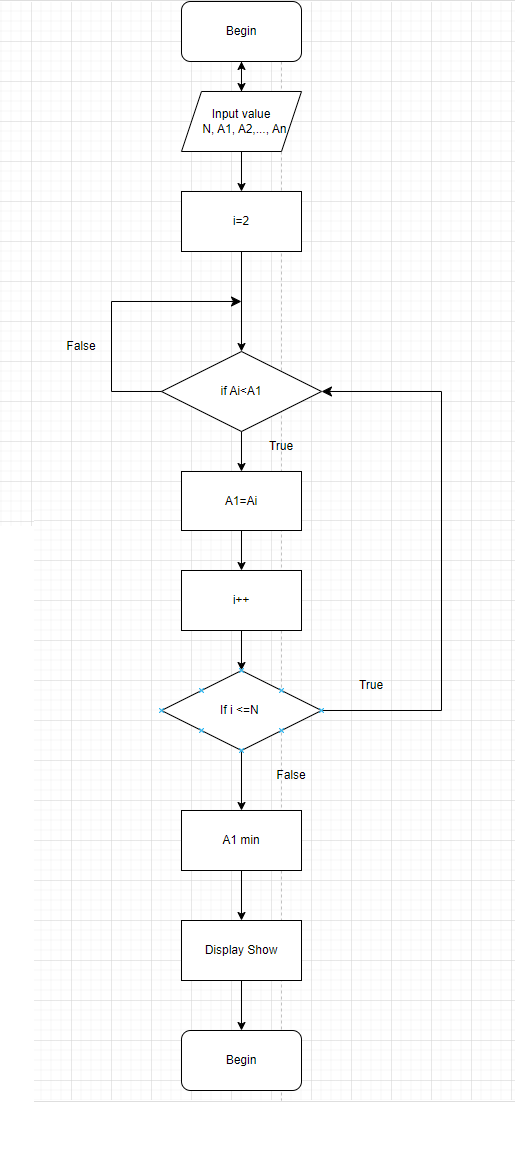 Begin
Input value
N, A1, A2,..., An
i=2
False
if Ai<A1
True
A1=Ai
i++
True
If i <=N
False
A1 min
Display Show
Begin